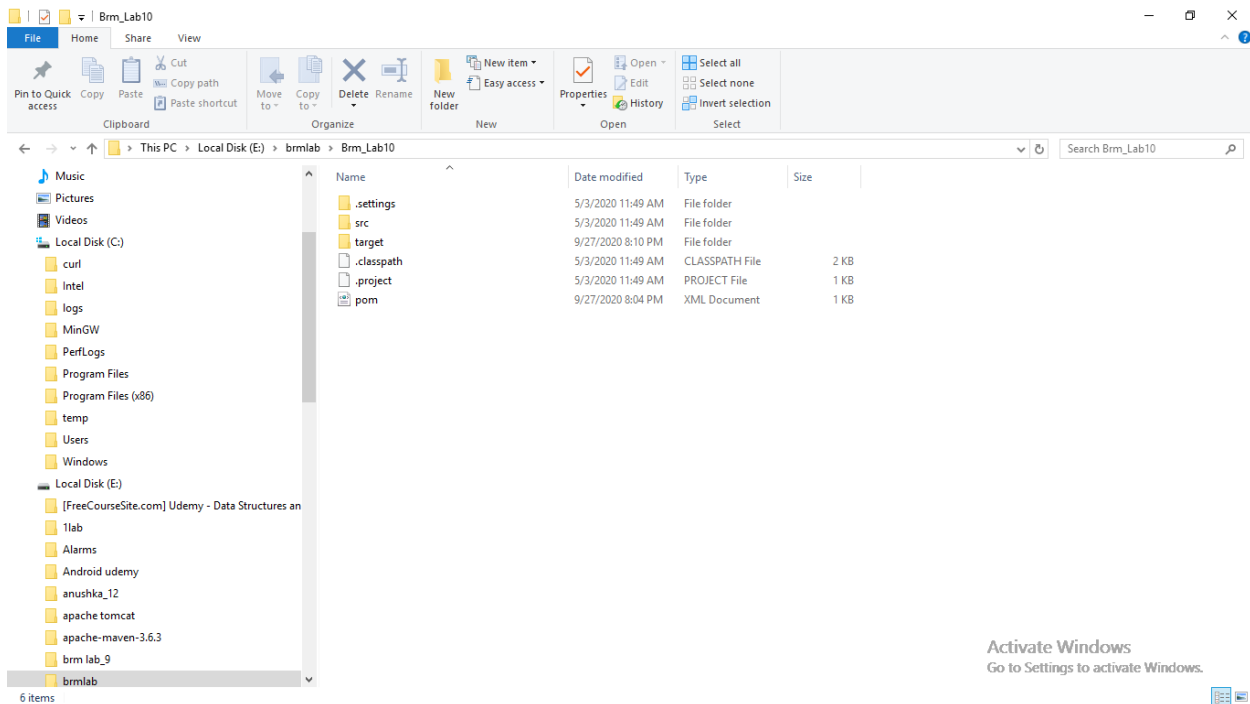 Brm_Lab10
File Home Share View
Pin to Quick access
Copy
Paste
Cut
Copy path
Paste shortcut
Clipboard
Move to
Copy to
Delete
Rename
Organize
New folder
New item
Easy access
New
Properties
Open
Edit
History
Open
Select all
Select none
Invert selection
Select
This PC > Local Disk (E:) > brmlab > Brm_Lab10
Search Brm_Lab10
Music
Pictures
Videos
Local Disk (C:)
curl
Intel
logs
MinGW
PerfLogs
Program Files
Program Files (x86)
temp
Users
Windows
Local Disk (E:)
[FreeCourseSite.com] Udemy - Data Structures an
1lab
Alarms
Android udemy
anushka_12
apache tomcat
apache-maven-3.6.3
brm lab_9
brmlab
Name Date modified Type Size
.settings 5/3/2020 11:49 AM File folder
src 5/3/2020 11:49 AM File folder
target 9/27/2020 8:10 PM File folder
.classpath 5/3/2020 11:49 AM CLASSPATH File 2 KB
.project 5/3/2020 11:49 AM PROJECT File 1 KB
pom 9/27/2020 8:04 PM XML Document 1 KB
Activate Windows
Go to Settings to activate Windows.
6 items